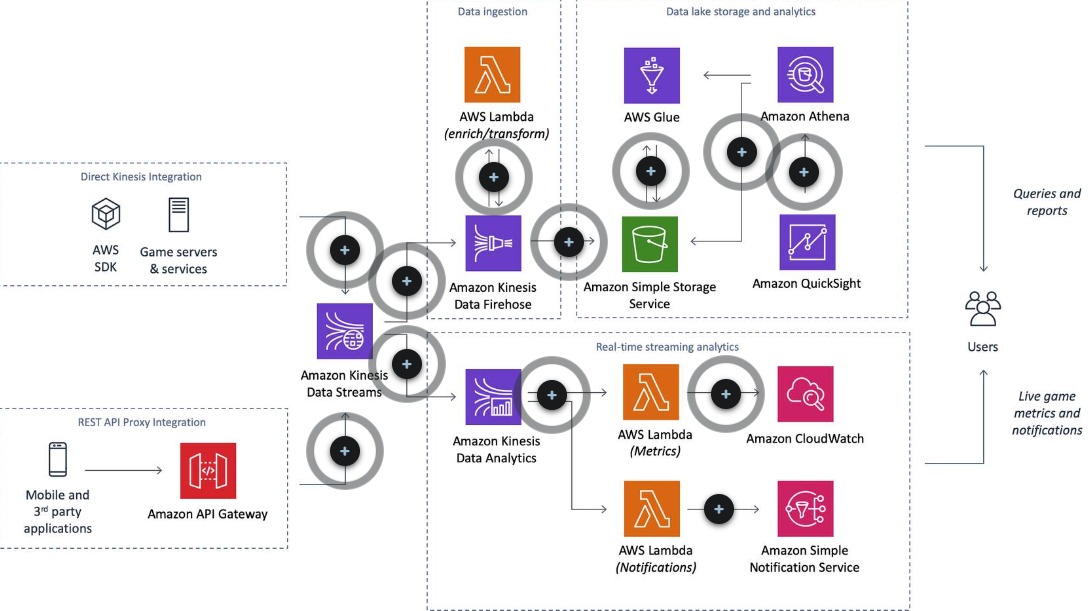 Data ingestion
Data lake storage and analytics
AWS Lambda
(enrich/transform)
AWS Glue
Amazon Athena
Direct Kinesis Integration
AWS
SDK
Game servers
& services
Amazon Kinesis
Data Firehose
Amazon Simple Storage
Service
Amazon QuickSight
Queries and
reports
Users
Amazon Kinesis
Data Streams
Real-time streaming analytics
Amazon Kinesis
Data Analytics
AWS Lambda
(Metrics)
Amazon CloudWatch
Live game
metrics and
notifications
REST API Proxy Integration
Mobile and
3rd party
applications
Amazon API Gateway
AWS Lambda
(Notifications)
Amazon Simple
Notification Service